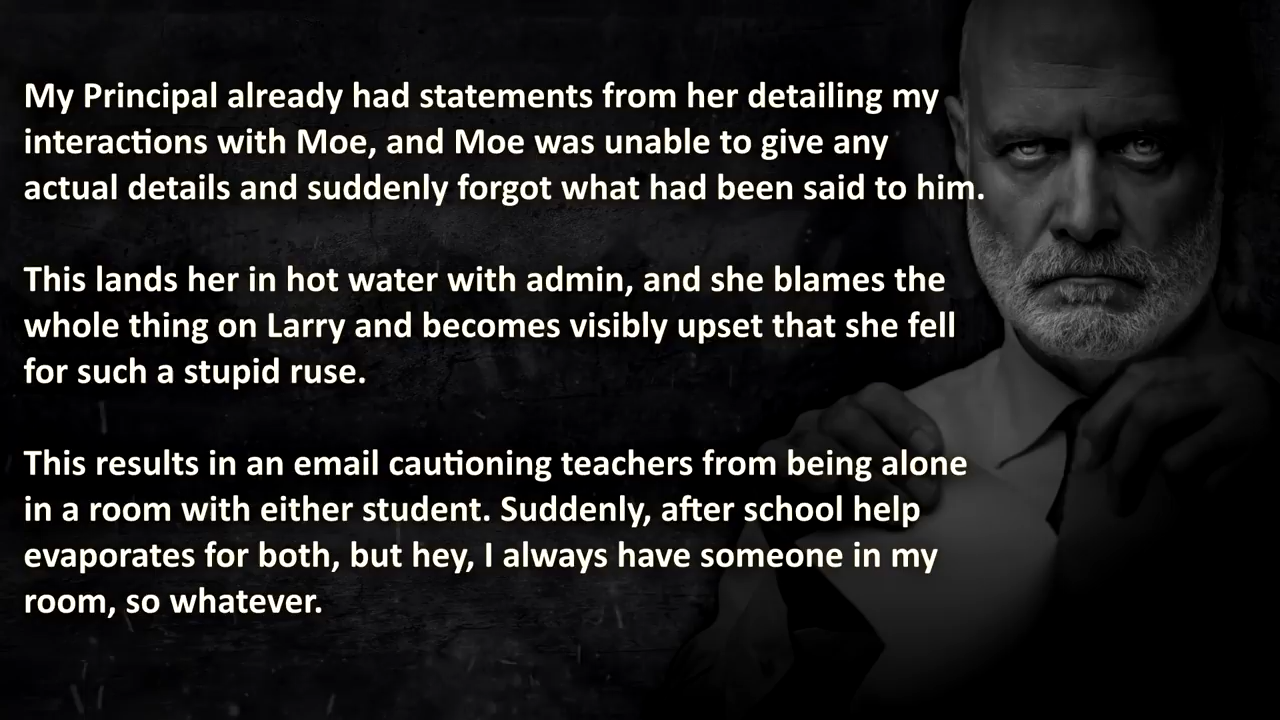 My Principal already had statements from her detailing my
interactions with Moe, and Moe was unable to give any
actual details and suddenly forgot what had been said to him.
This lands her in hot water with admin, and she blames the
whole thing on Larry and becomes visibly upset that she fell
for such a stupid ruse.
This results in an email cautioning teachers from being alone
in a room with either student. Suddenly, after school help
evaporates for both, but hey, I always have someone in my
room, so whatever.